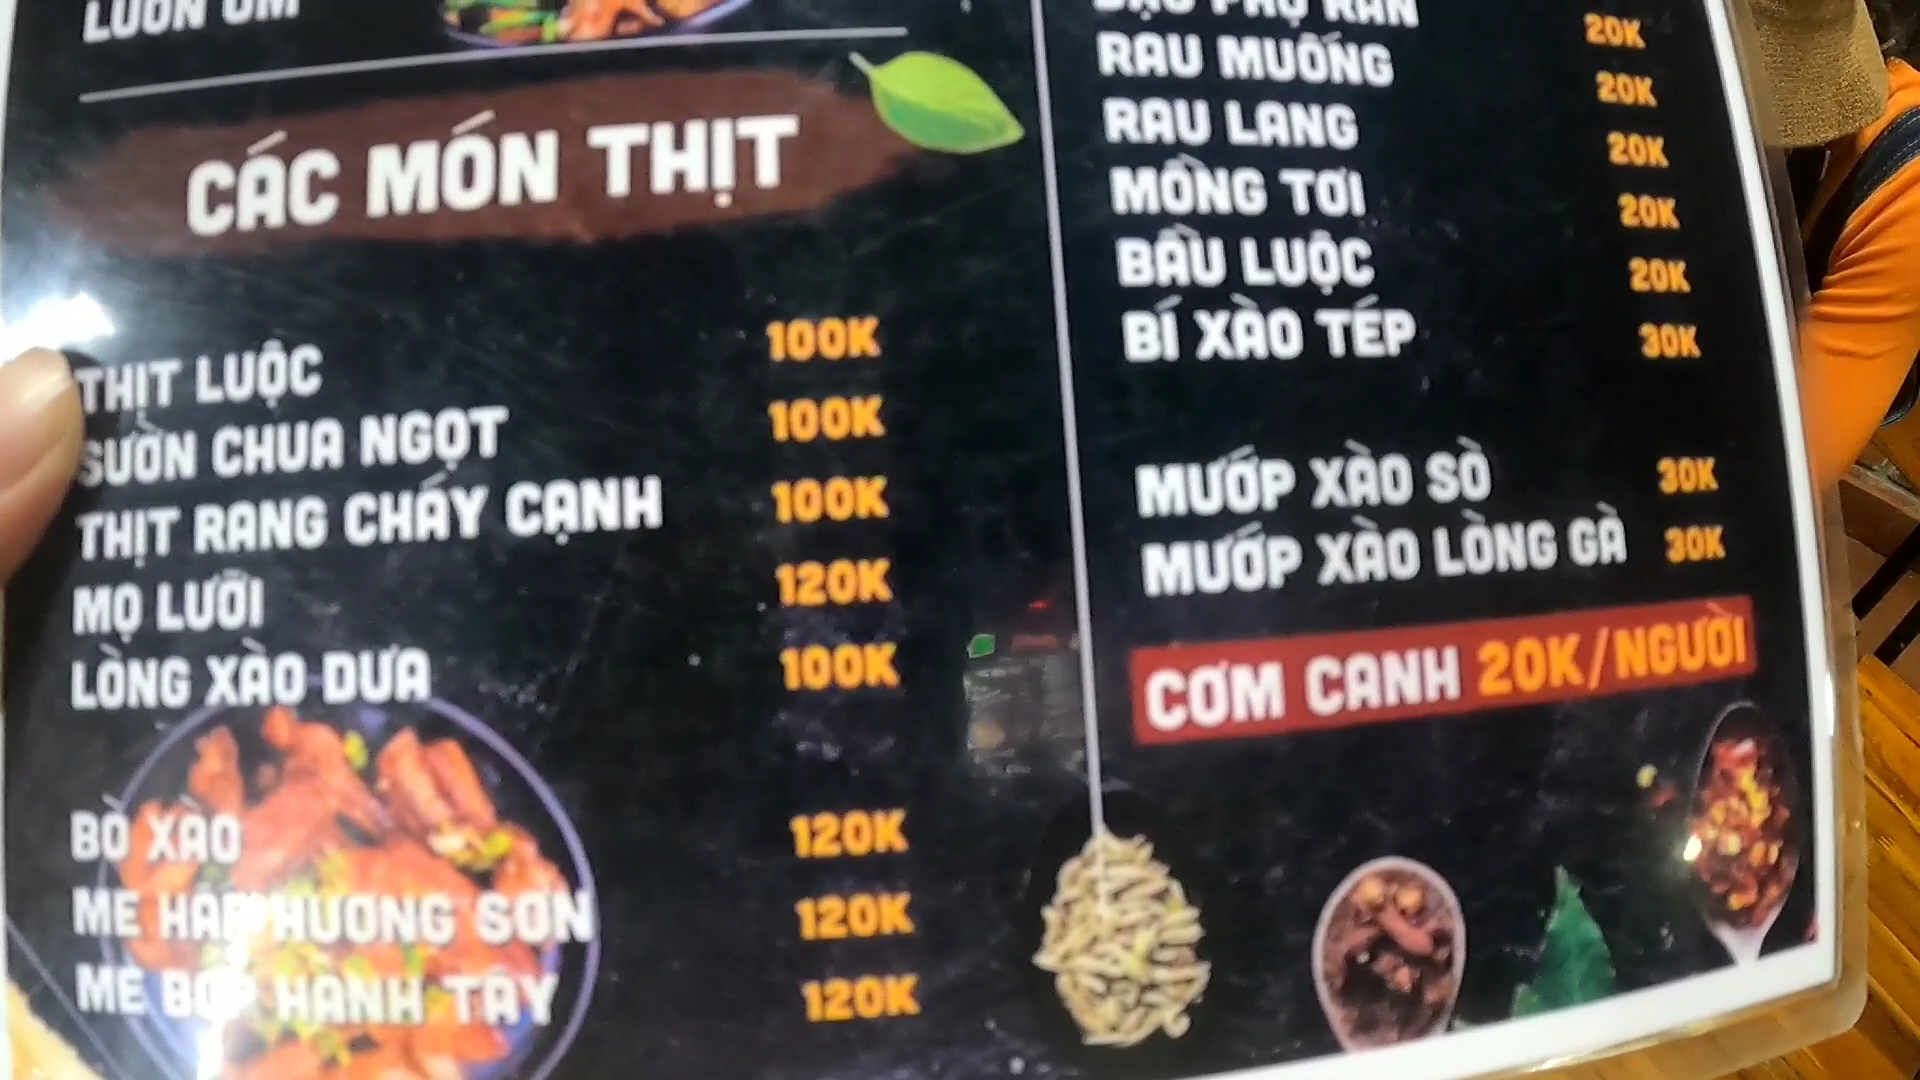 LƯƠN OM
CÁC MÓN THỊT
THỊT LUỘC 100K
SƯỜN CHUA NGỌT 100K
THỊT RANG CHÁY CẠNH 100K
MỌ LƯỠI 120K
LÒNG XÀO DƯA 100K
BÒ XÀO 120K
ME HẤP HƯƠNG SƠN 120K
ME BÓP HÀNH TÂY 120K
ĐẬU PHỤ RÁN 20K
RAU MUỐNG 20K
RAU LANG 20K
MỒNG TƠI 20K
BẦU LUỘC 20K
BÍ XÀO TÉP 30K
MƯỚP XÀO SÒ 30K
MƯỚP XÀO LÒNG GÀ 30K
CƠM CANH 20K/NGƯỜI